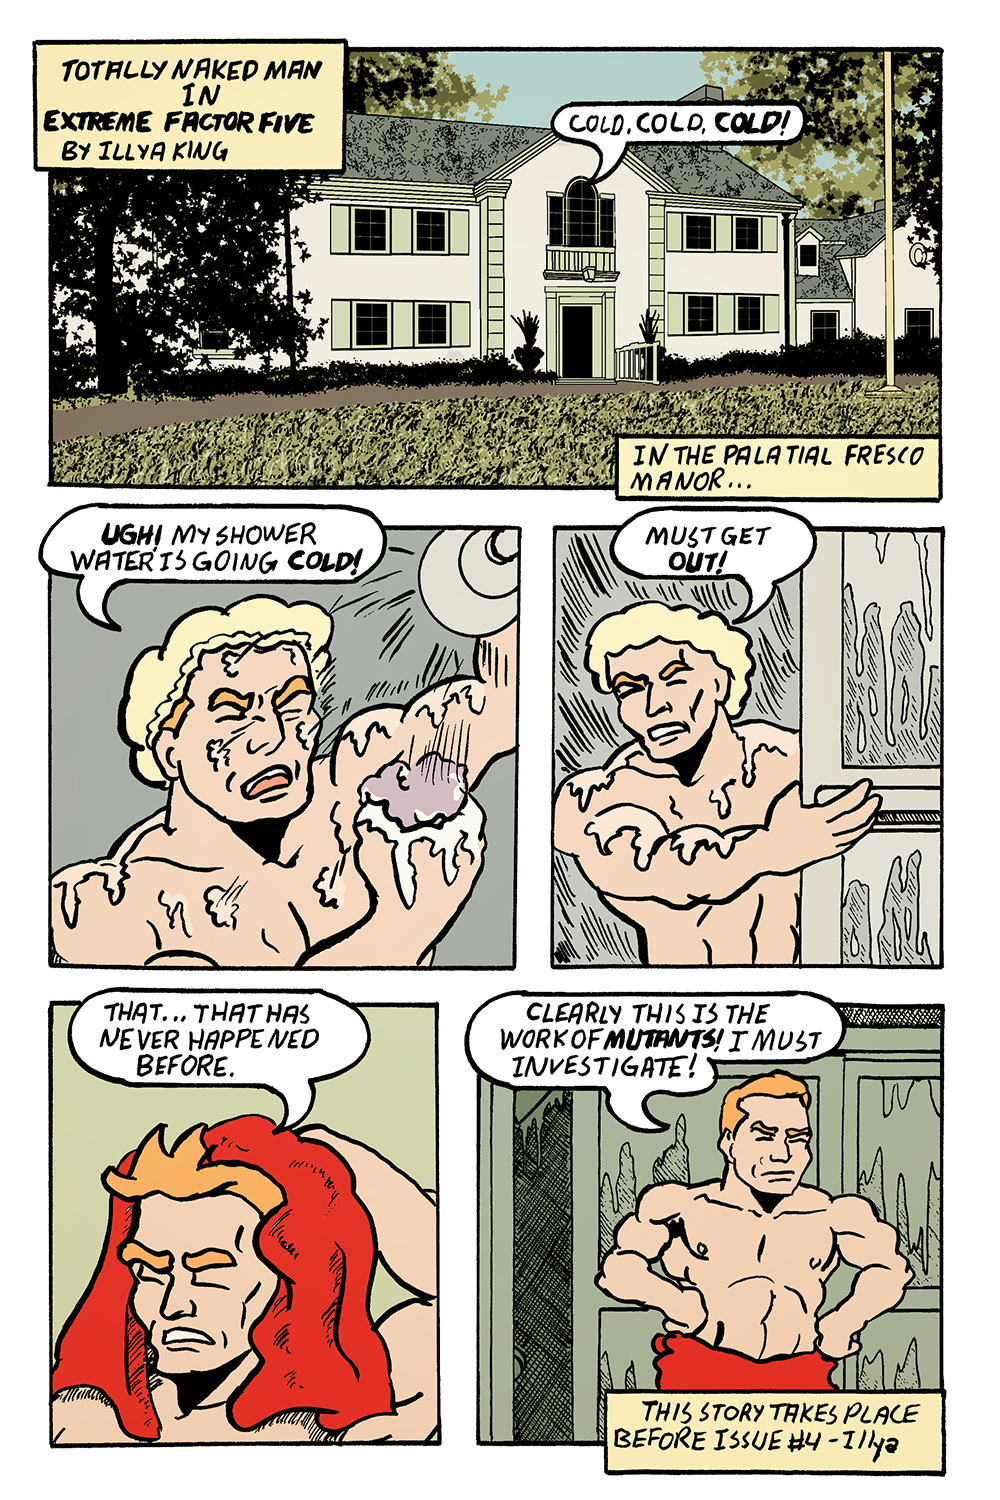 TOTALLY NAKED MAN
IN
EXTREME FACTOR FIVE
BY ILLYA KING
COLD, COLD, COLD!
IN THE PALATIAL FRESCO
MANOR...
UGH! MY SHOWER
WATER IS GOING COLD!
MUST GET
OUT!
THAT... THAT HAS
NEVER HAPPENED
BEFORE.
CLEARLY THIS IS THE
WORK OF MUTANTS! I MUST
INVESTIGATE!
THIS STORY TAKES PLACE
BEFORE ISSUE #4 - Illya